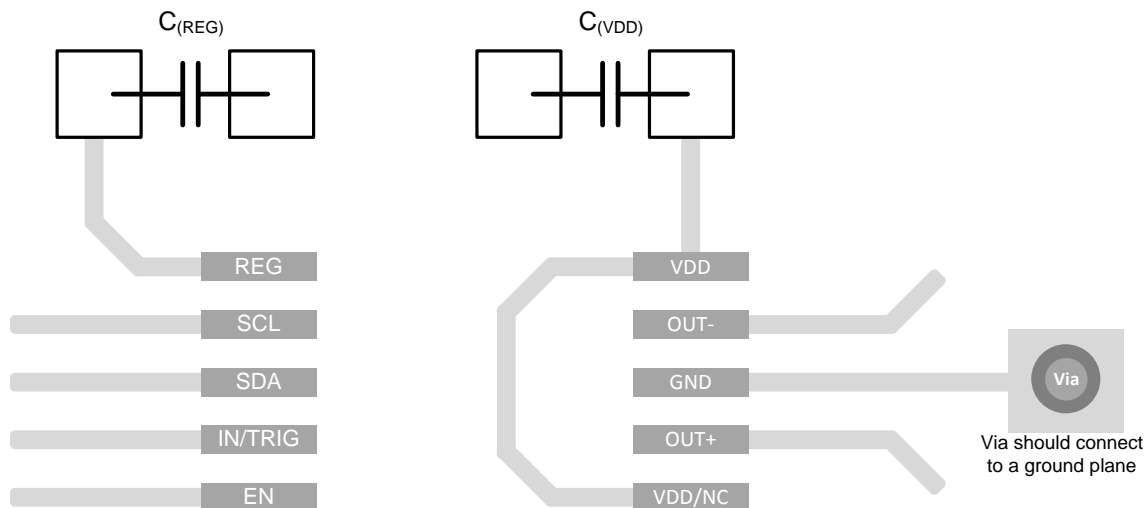 C(REG)
C(VDD)
REG
SCL
SDA
IN/TRIG
EN
VDD
OUT-
GND
OUT+
VDD/NC
Via
Via should connect
to a ground plane